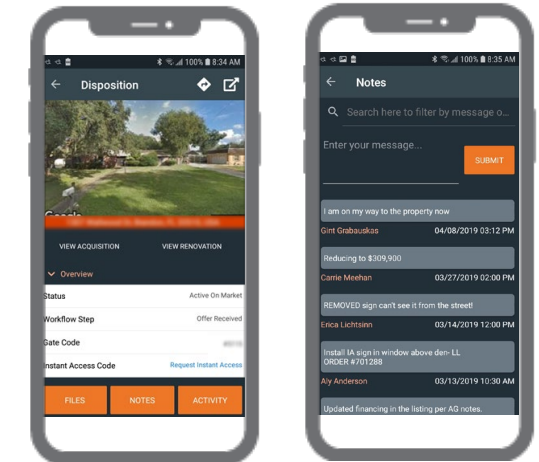 100% 8:34 AM
Disposition
Google
VIEW ACQUISITION
VIEW RENOVATION
Overview
Status
Active On Market
Workflow Step
Offer Received
Gate Code
Instant Access Code
Request Instant Access
FILES
NOTES
ACTIVITY
100% 8:35 AM
Notes
Search here to filter by message o...
Enter your message...
SUBMIT
I am on my way to the property now
Gint Grabauskas
04/08/2019 03:12 PM
Reducing to $309,900
Carrie Meehan
03/27/2019 02:00 PM
REMOVED sign can't see it from the street!
Erica Lichtsinn
03/14/2019 12:00 PM
Install IA sign in window above den- LL
ORDER #701288
Aly Anderson
03/13/2019 10:30 AM
Updated financing in the listing per AG notes.